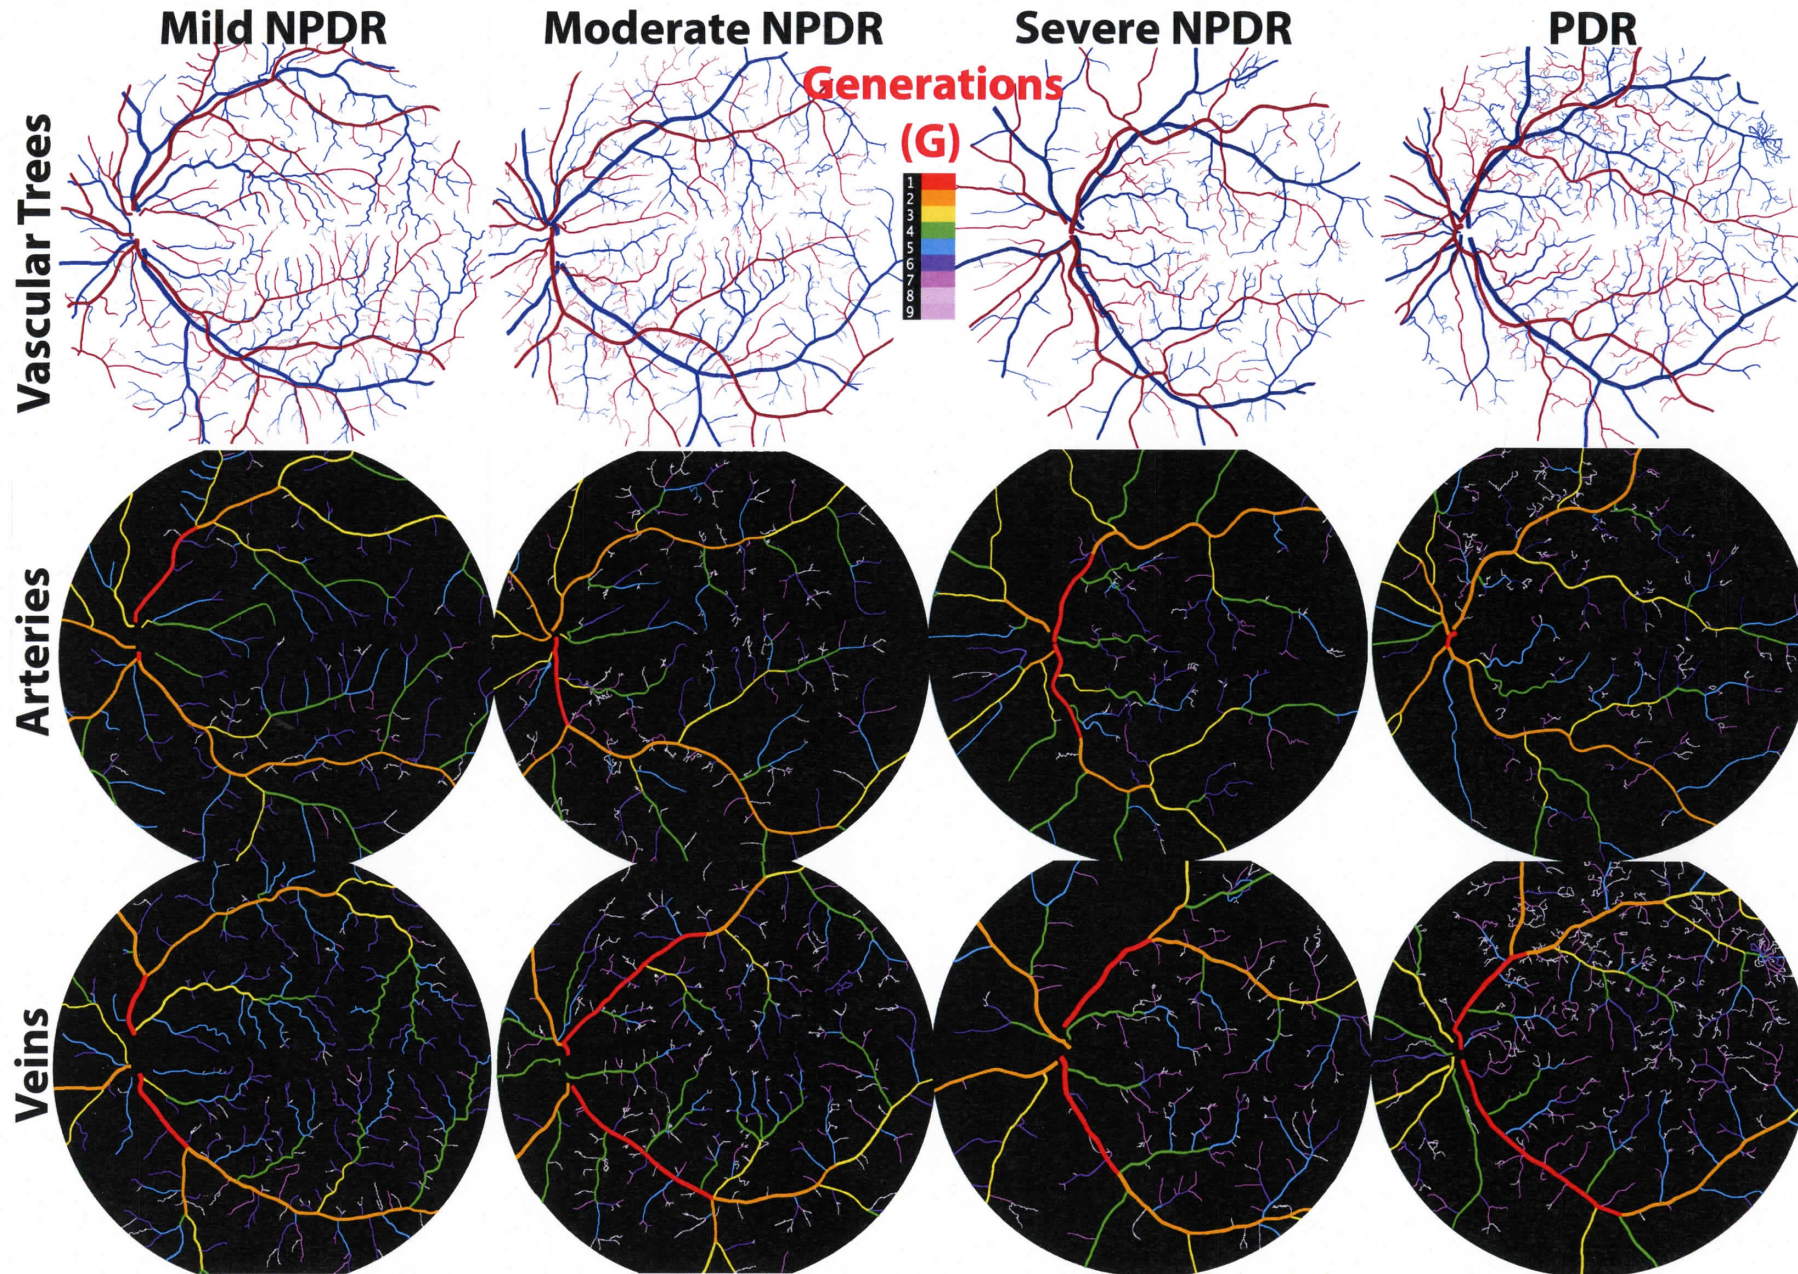 Mild NPDR
Moderate NPDR
Severe NPDR
PDR
Generations
(G)
1
2
3
4
5
6
7
8
9
Vascular Trees
Arteries
Veins